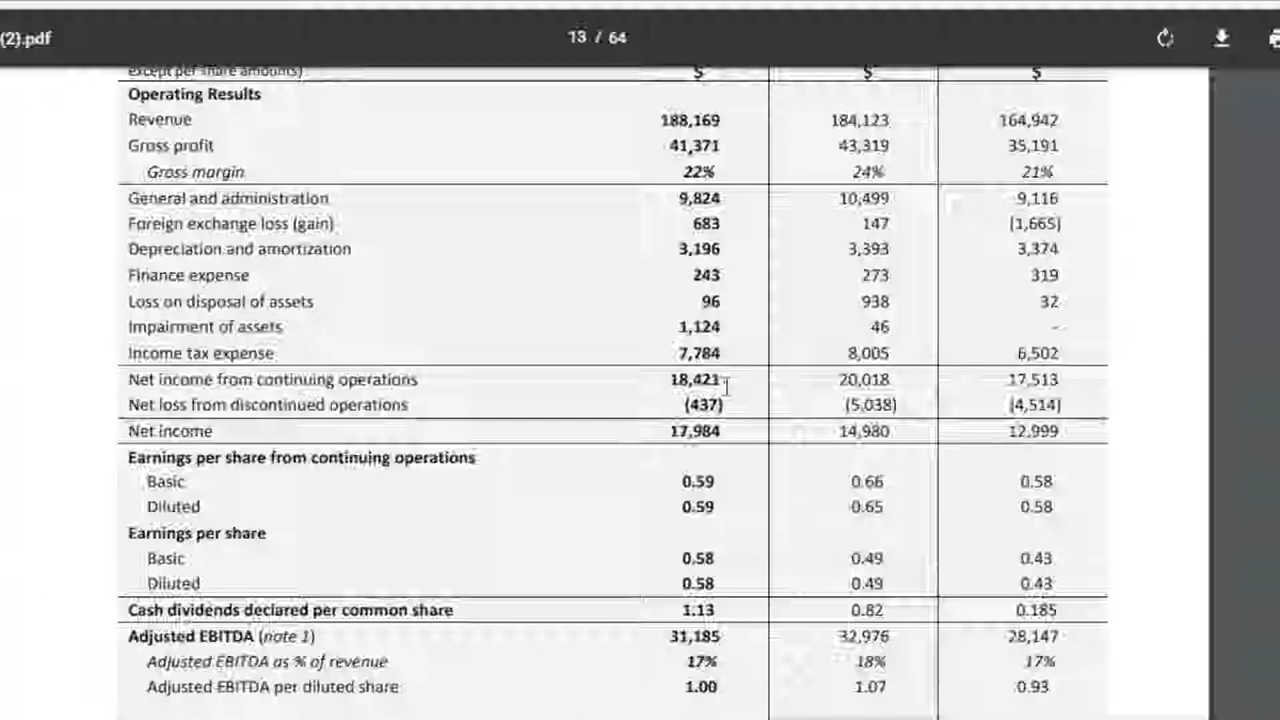 (2).pdf 13 / 64
except per share amounts) $ $ $
Operating Results
Revenue 188,169 184,123 164,942
Gross profit 41,371 43,319 35,191
Gross margin 22% 24% 21%
General and administration 9,824 10,499 9,116
Foreign exchange loss (gain) 683 147 (1,665)
Depreciation and amortization 3,196 3,393 3,374
Finance expense 243 273 319
Loss on disposal of assets 96 938 32
Impairment of assets 1,124 46 -
Income tax expense 7,784 8,005 6,502
Net income from continuing operations 18,421 20,018 17,513
Net loss from discontinued operations (437) (5,038) (4,514)
Net income 17,984 14,980 12,999
Earnings per share from continuing operations
Basic 0.59 0.66 0.58
Diluted 0.59 0.65 0.58
Earnings per share
Basic 0.58 0.49 0.43
Diluted 0.58 0.49 0.43
Cash dividends declared per common share 1.13 0.82 0.185
Adjusted EBITDA (note 1) 31,185 32,976 28,147
Adjusted EBITDA as % of revenue 17% 18% 17%
Adjusted EBITDA per diluted share 1.00 1.07 0.93